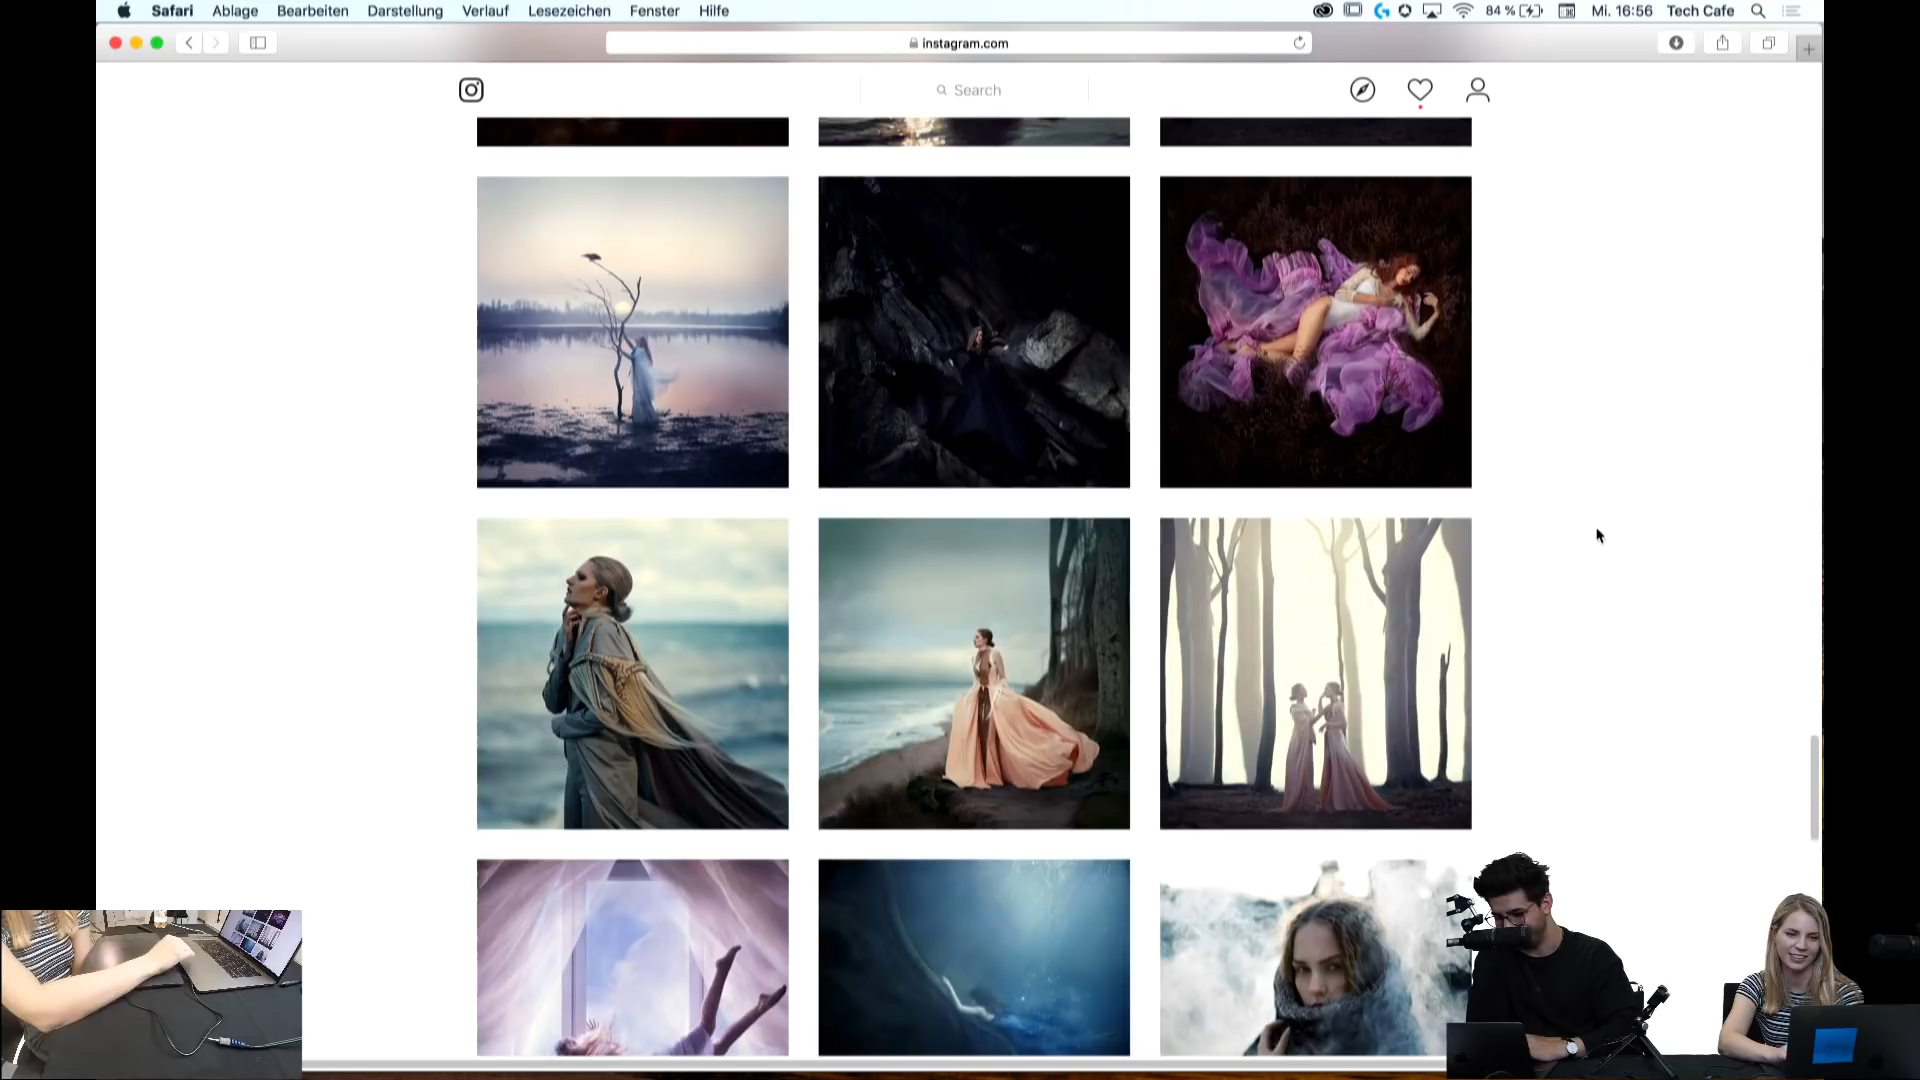 Safari Ablage Bearbeiten Darstellung Verlauf Lesezeichen Fenster Hilfe 84 % Mi. 16:56 Tech Cafe
instagram.com
Search